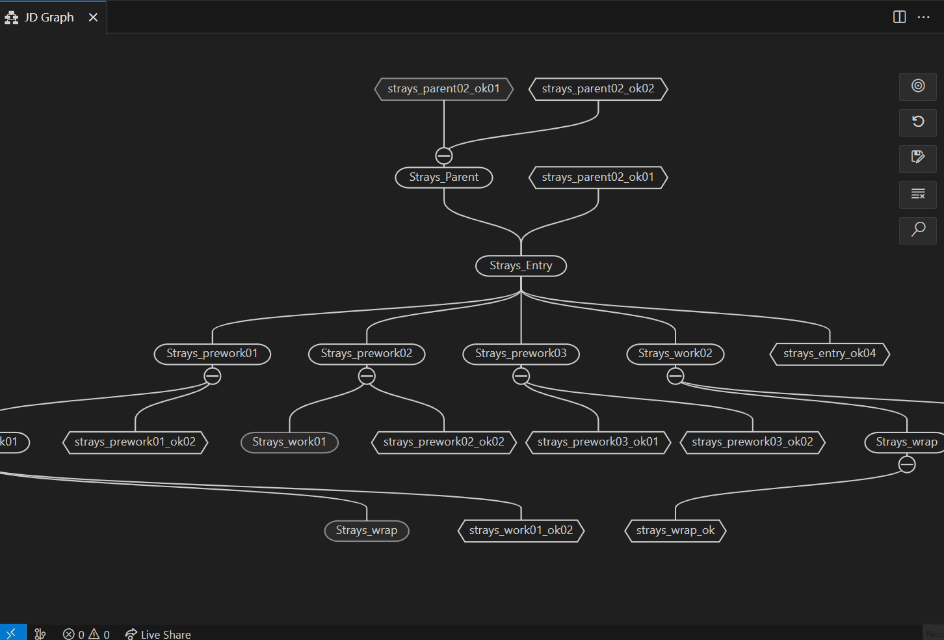 JD Graph
strays_parent02_ok01
strays_parent02_ok02
Strays_Parent
strays_parent02_ok01
Strays_Entry
Strays_prework01
Strays_prework02
Strays_prework03
Strays_work02
strays_entry_ok04
k01
strays_prework01_ok02
Strays_work01
strays_prework02_ok02
strays_prework03_ok01
strays_prework03_ok02
Strays_wrap
Strays_wrap
strays_work01_ok02
strays_wrap_ok
0 0 Live Share